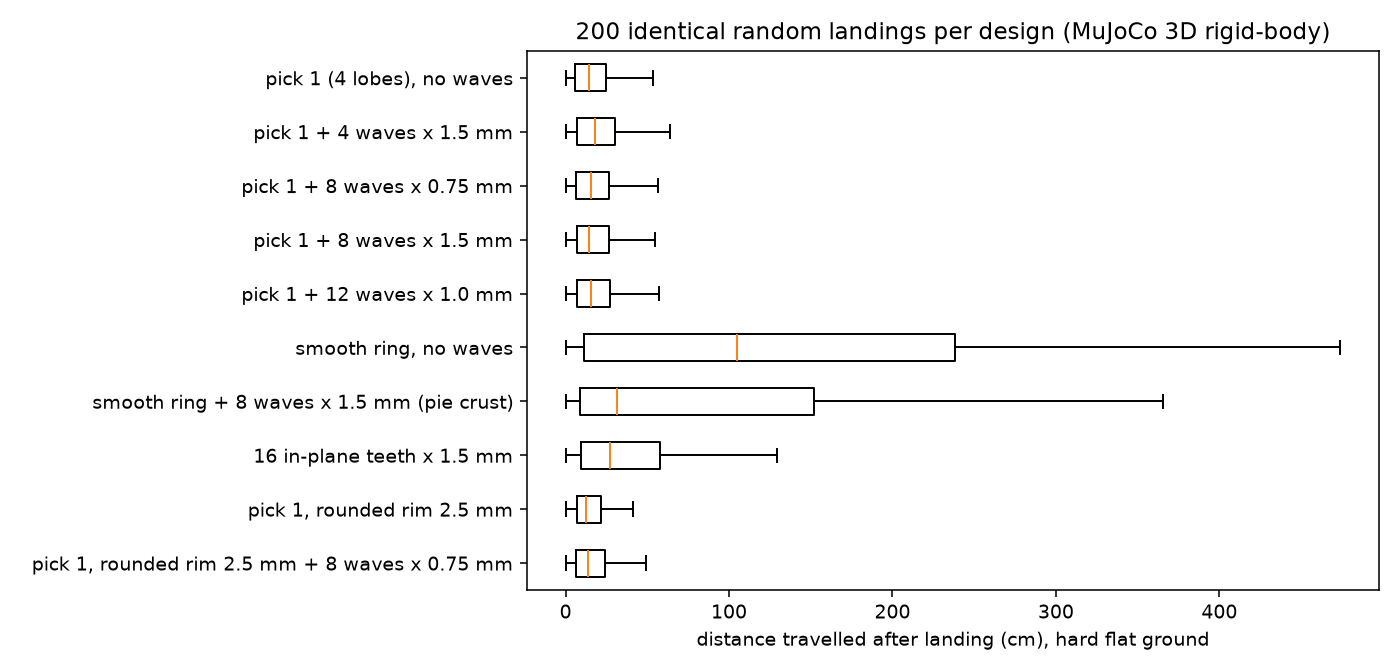 200 identical random landings per design (MuJoCo 3D rigid-body)
pick 1 (4 lobes), no waves
pick 1 + 4 waves x 1.5 mm
pick 1 + 8 waves x 0.75 mm
pick 1 + 8 waves x 1.5 mm
pick 1 + 12 waves x 1.0 mm
smooth ring, no waves
smooth ring + 8 waves x 1.5 mm (pie crust)
16 in-plane teeth x 1.5 mm
pick 1, rounded rim 2.5 mm
pick 1, rounded rim 2.5 mm + 8 waves x 0.75 mm
0 100 200 300 400
distance travelled after landing (cm), hard flat ground